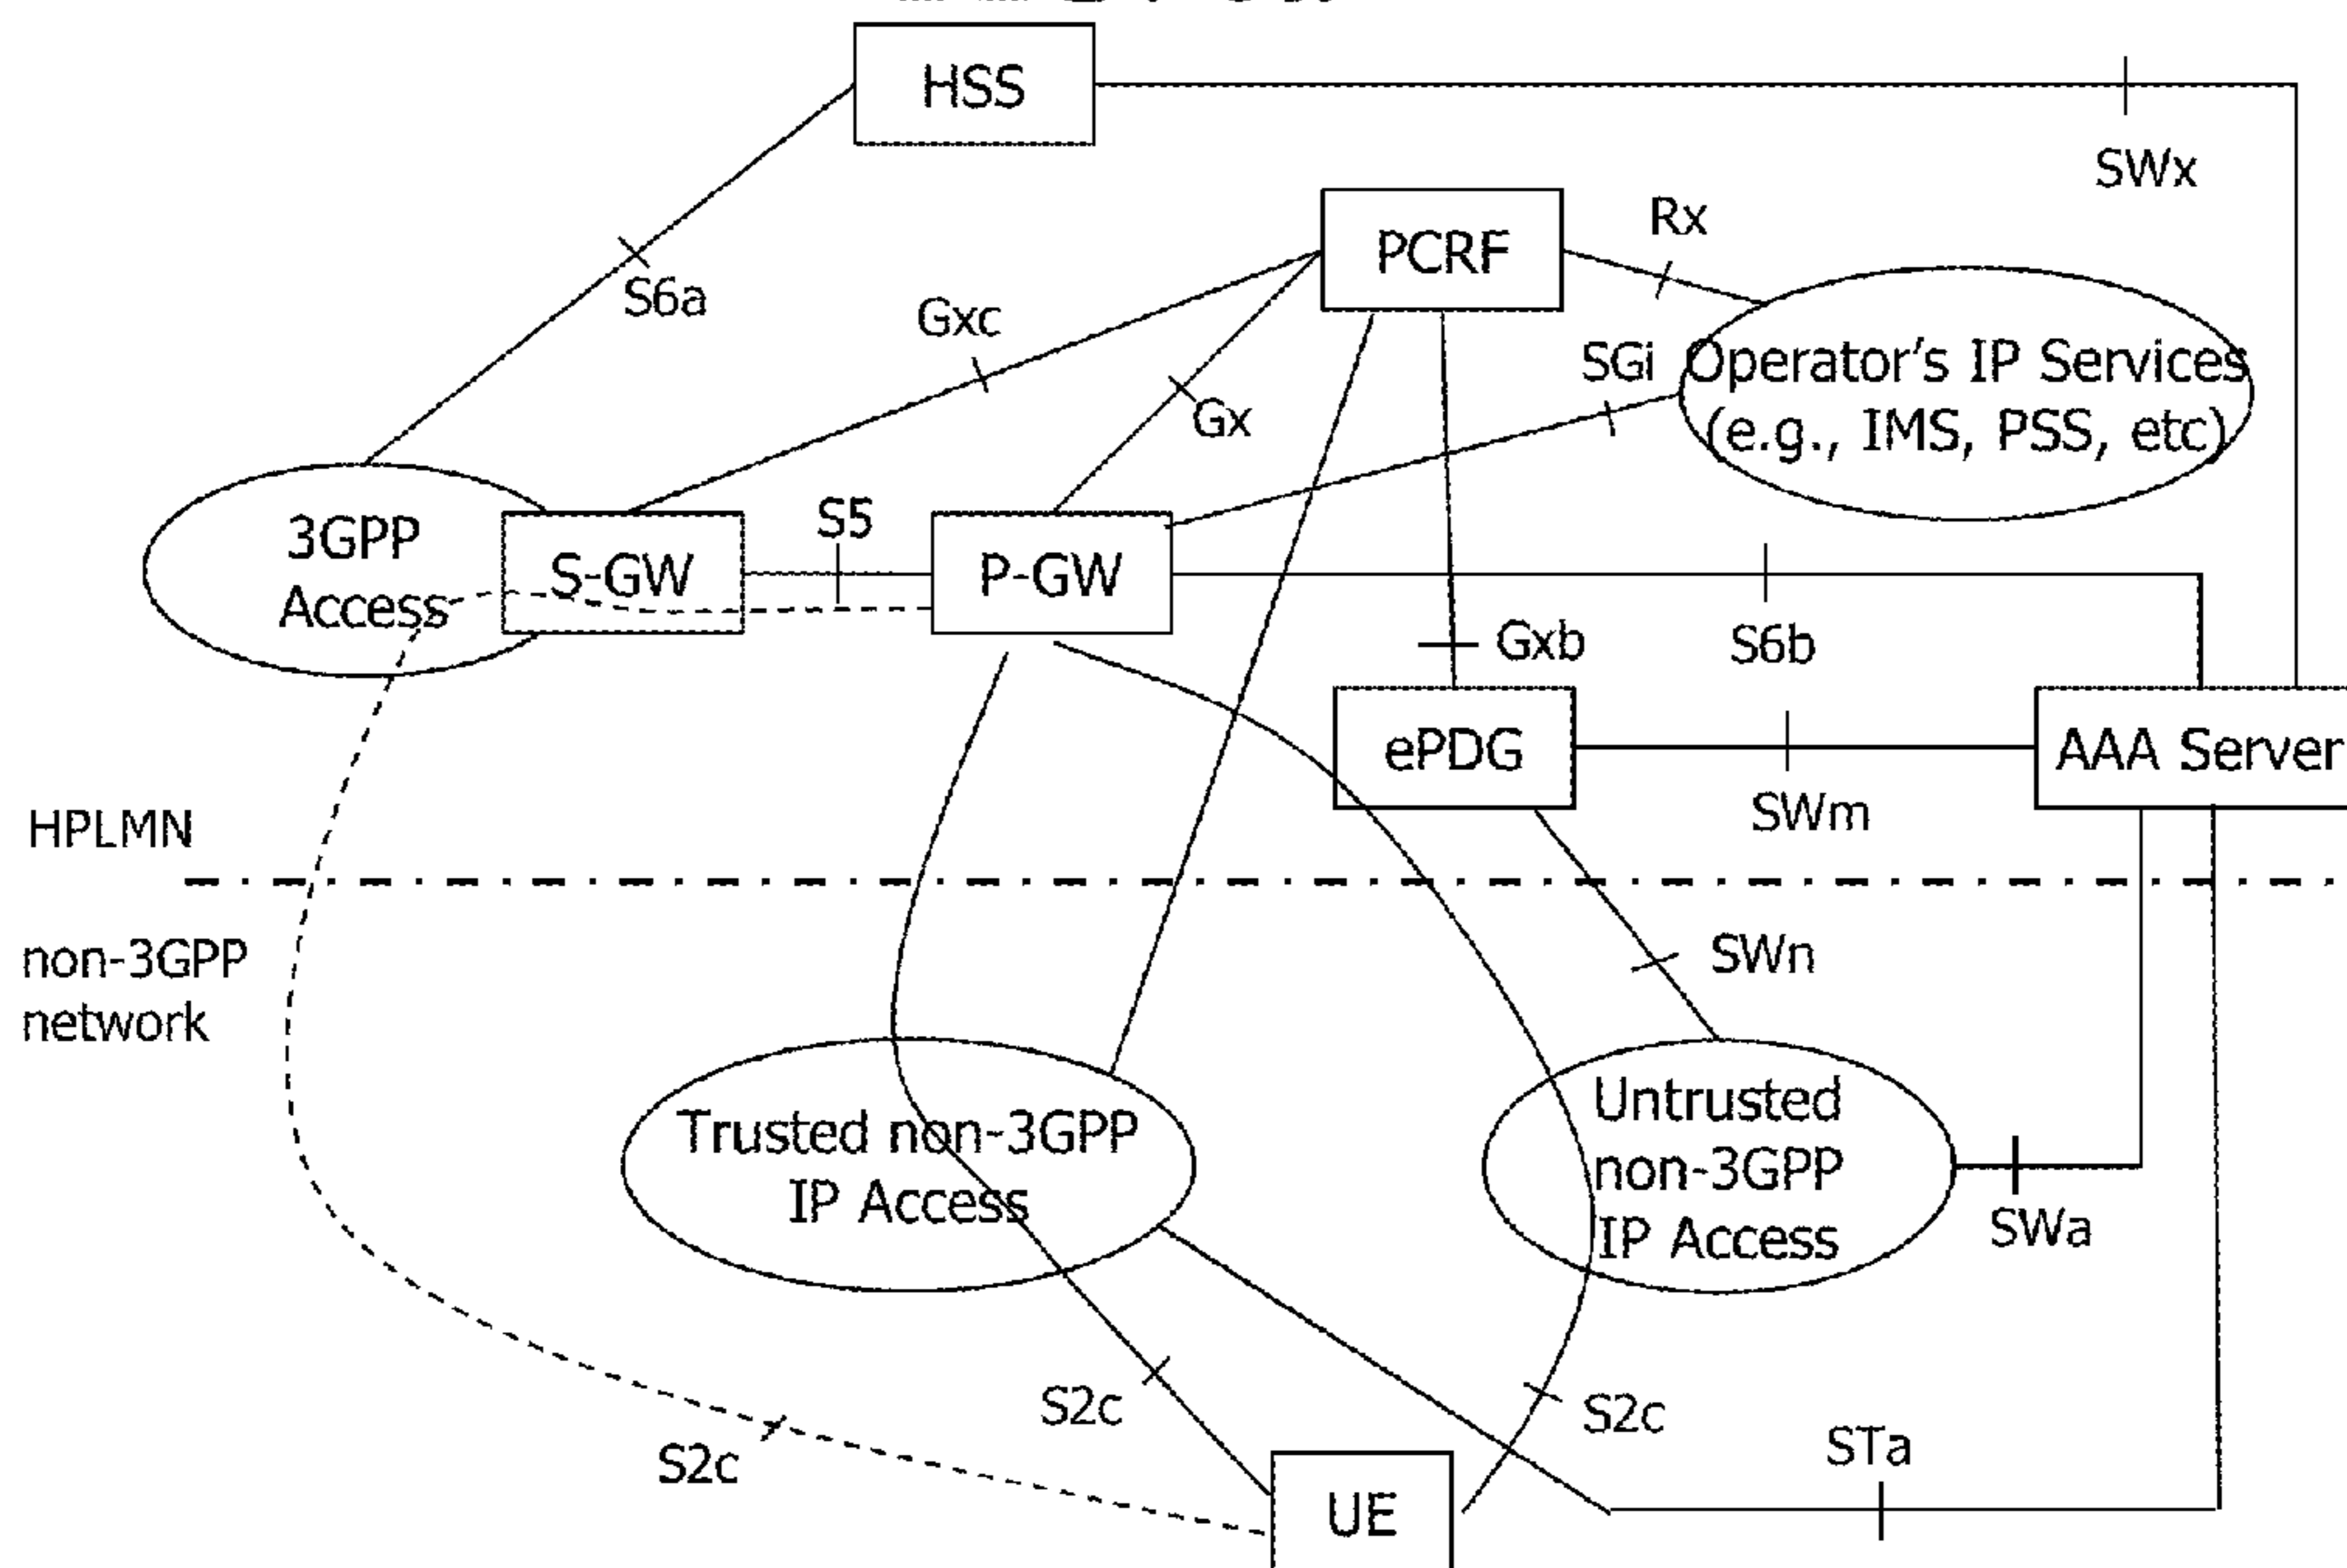 HSS
SWx
Rx
PCRF
S6a
Gxc
SGi
Operator's IP Services
(e.g., IMS, PSS, etc)
Gx
3GPP
Access
S-GW
S5
P-GW
Gxb
S6b
ePDG
AAA Server
SWm
HPLMN
non-3GPP
network
SWn
Trusted non-3GPP
IP Access
Untrusted
non-3GPP
IP Access
SWa
S2c
S2c
S2c
STa
UE